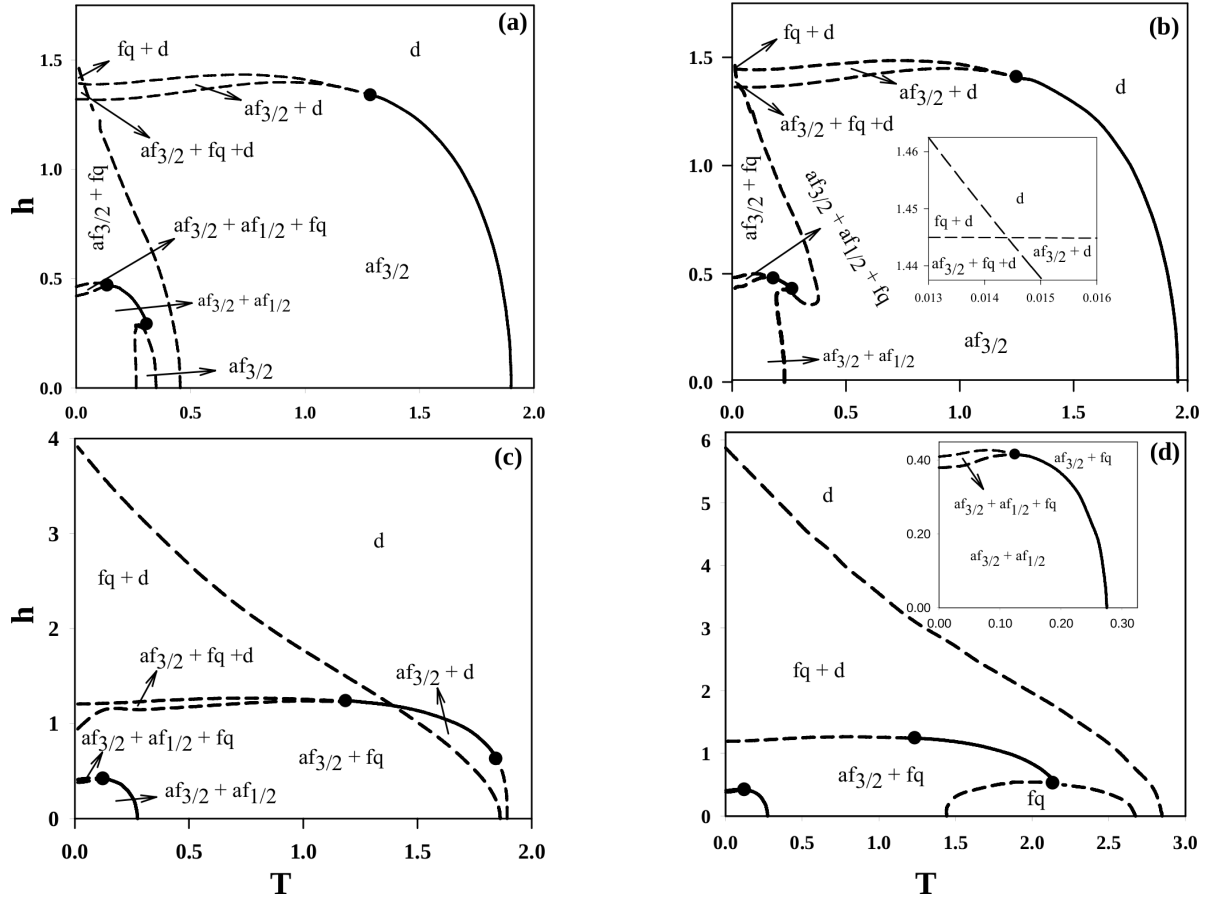 (a)
fq + d
d
1.5
af3/2 + d
af3/2 + fq +d
1.0
h
af3/2 + fq
af3/2 + af1/2 + fq
af3/2
0.5
af3/2 + af1/2
af3/2
0.0
0.0 0.5 1.0 1.5 2.0
(b)
fq + d
d
1.5
af3/2 + d
af3/2 + fq +d
1.0
af3/2 + fq
af3/2 + af1/2 + fq
1.46
d
1.45
fq + d
af3/2 + fq +d
af3/2 + d
1.44
0.013 0.014 0.015 0.016
0.5
af3/2
af3/2 + af1/2
0.0
0.0 0.5 1.0 1.5 2.0
(c)
4
3
d
fq + d
h
2
af3/2 + fq +d
af3/2 + d
1
af3/2 + af1/2 + fq
af3/2 + fq
af3/2 + af1/2
0
0.0 0.5 1.0 1.5 2.0
T
(d)
6
5
d
0.40
af3/2 + fq
af3/2 + af1/2 + fq
0.20
af3/2 + af1/2
0.00
0.00 0.10 0.20 0.30
4
3
fq + d
2
1
af3/2 + fq
fq
0
0.0 0.5 1.0 1.5 2.0 2.5 3.0
T